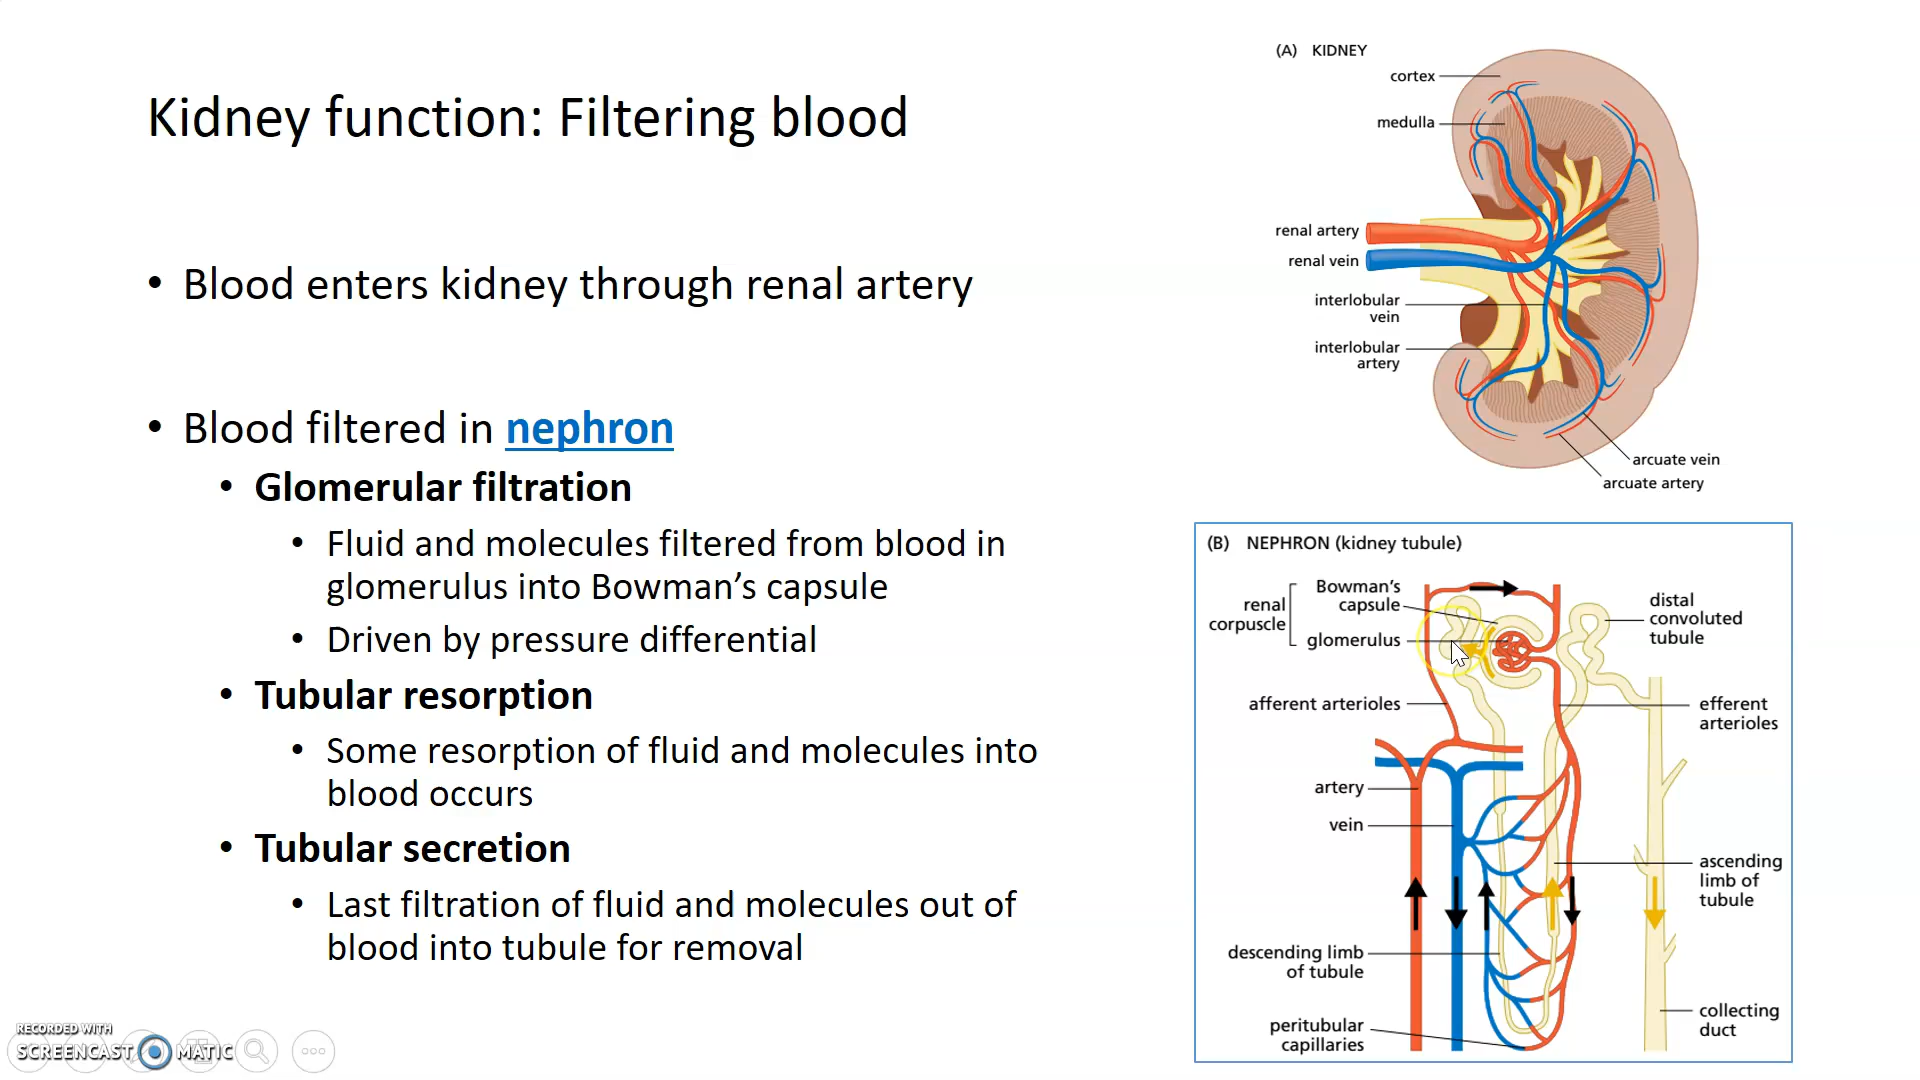 Kidney function: Filtering blood
• Blood enters kidney through renal artery
• Blood filtered in nephron
• Glomerular filtration
• Fluid and molecules filtered from blood in
glomerulus into Bowman’s capsule
• Driven by pressure differential
• Tubular resorption
• Some resorption of fluid and molecules into
blood occurs
• Tubular secretion
• Last filtration of fluid and molecules out of
blood into tubule for removal
(A) KIDNEY
cortex
medulla
renal artery
renal vein
interlobular
vein
interlobular
artery
arcuate vein
arcuate artery
(B) NEPHRON (kidney tubule)
Bowman’s
capsule
renal
corpuscle
glomerulus
distal
convoluted
tubule
afferent arterioles
efferent
arterioles
artery
vein
ascending
limb of
tubule
descending limb
of tubule
peritubular
capillaries
collecting
duct
RECORDED WITH
SCREENCAST MATIC